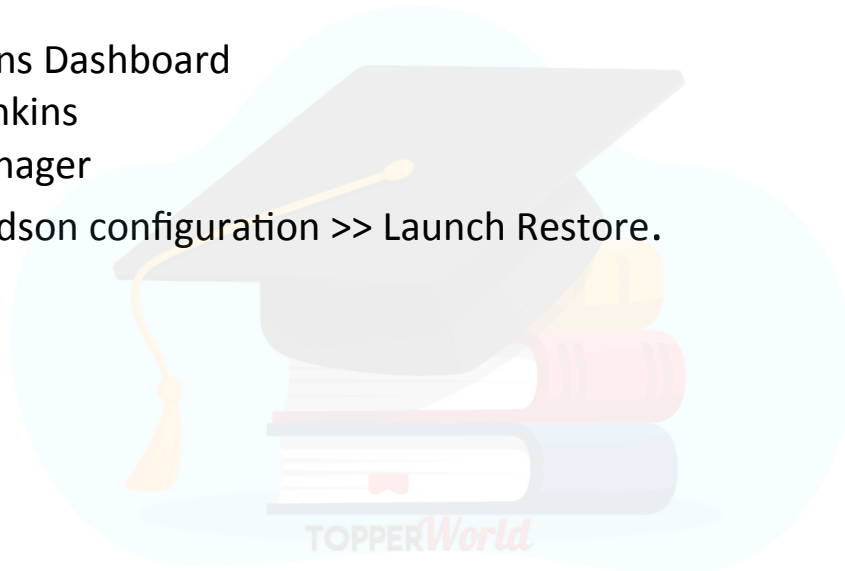 ns Dashboard
nkins
nager
dson configuration >> Launch Restore.
TOPPERWorld